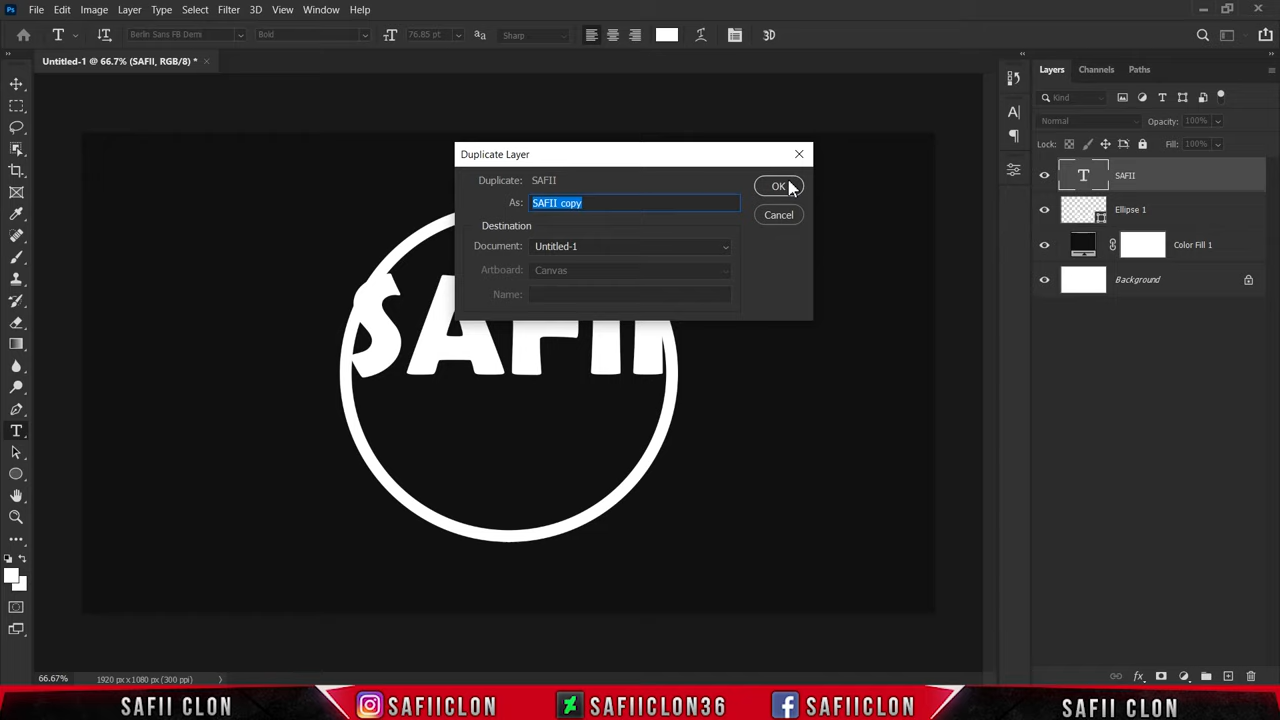 Ps File Edit Image Layer Type Select Filter 3D View Window Help
T Berlin Sans FB Demi Bold 76.85 pt Sharp 3D
Untitled-1 @ 66.7% (SAFII, RGB/8) *
Layers Channels Paths
Kind
Normal Opacity: 100%
Lock: Fill: 100%
T SAFII
Ellipse 1
Color Fill 1
Background
Duplicate Layer
Duplicate: SAFII
As: SAFII copy
OK
Cancel
Destination
Document: Untitled-1
Artboard: Canvas
Name:
SAFII
66.67% 1920 px x 1080 px (300 ppi)
SAFII CLON SAFIICLON SAFIICLON36 SAFIICLON SAFII CLON